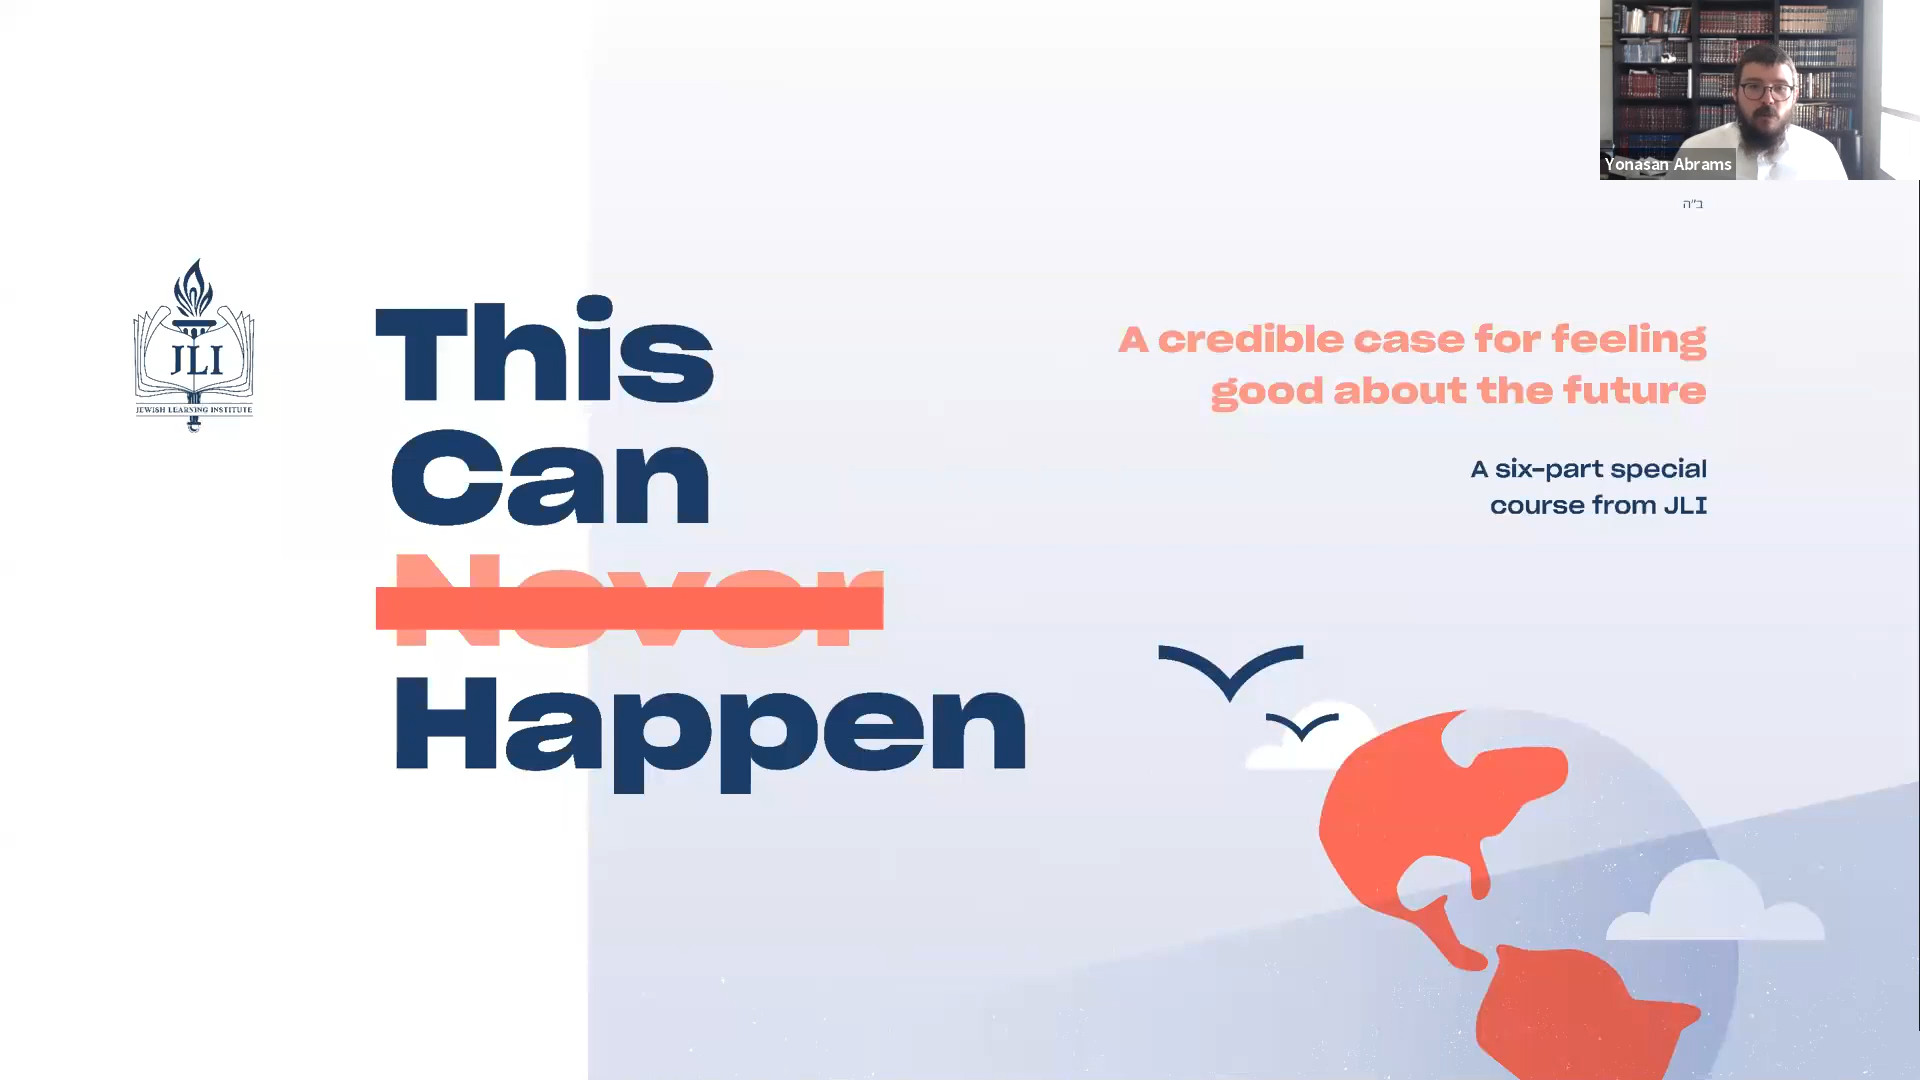 Yonasan Abrams
ב"ה
JLI
JEWISH LEARNING INSTITUTE
This
Can
Never
Happen
A credible case for feeling
good about the future
A six-part special
course from JLI